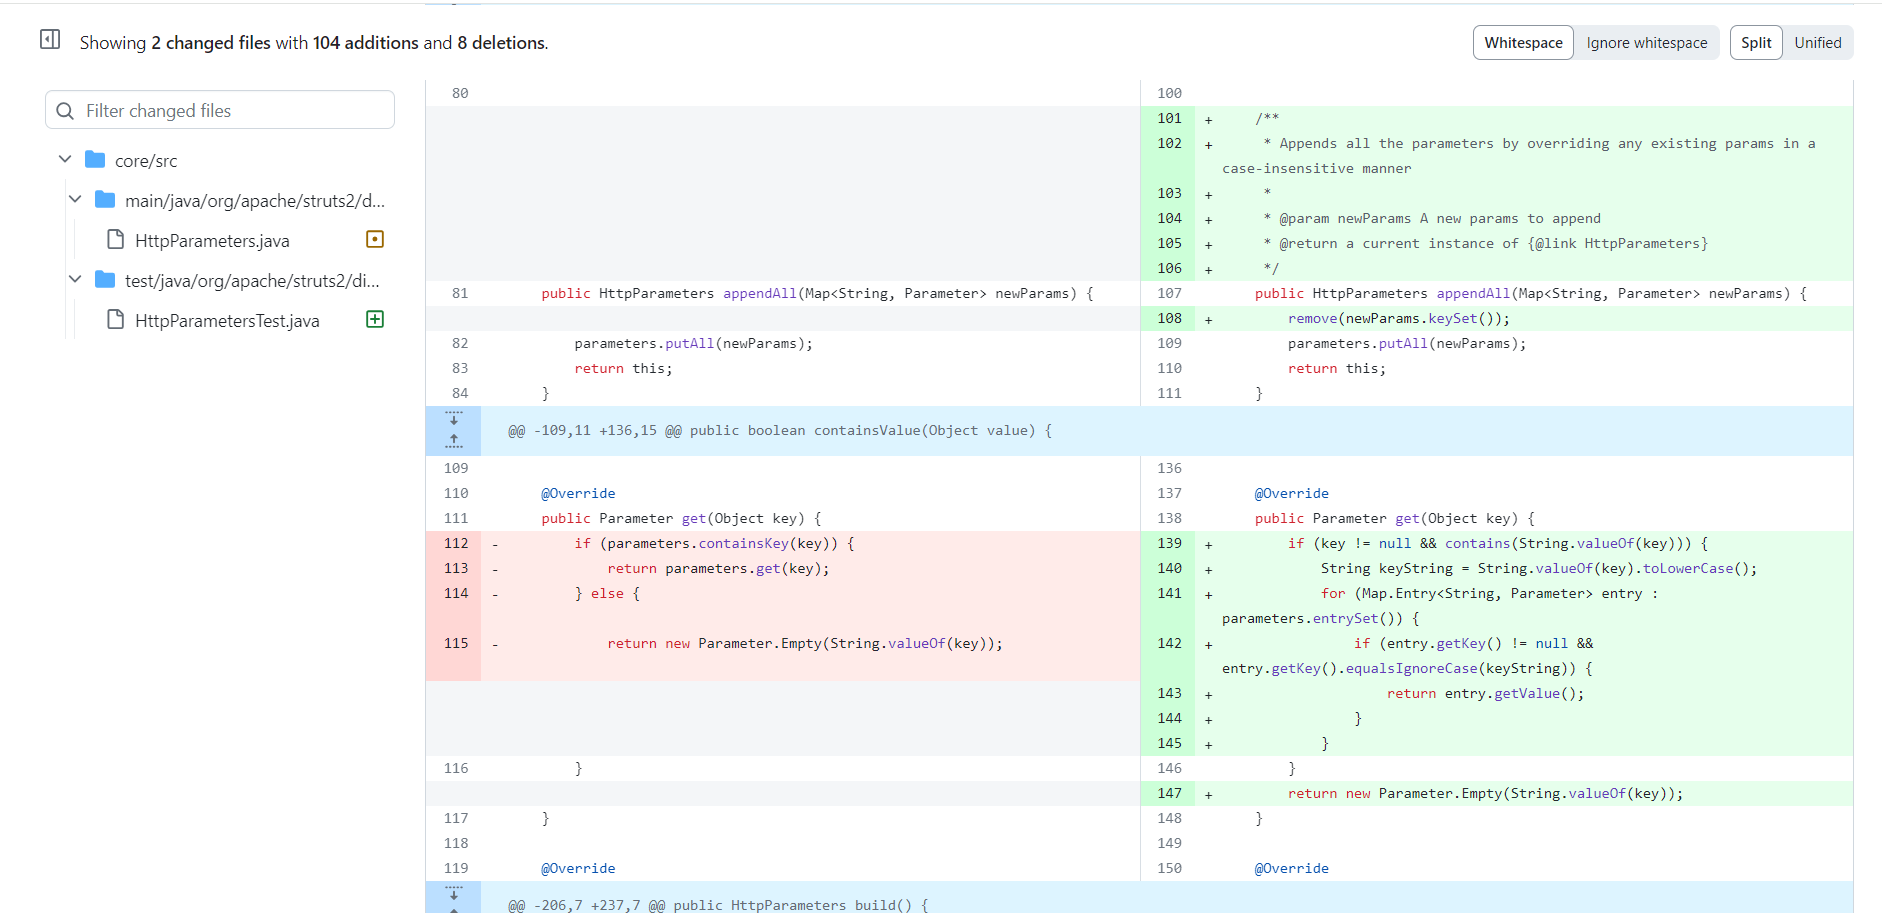 Showing 2 changed files with 104 additions and 8 deletions.
Whitespace Ignore whitespace Split Unified
Filter changed files
core/src
main/java/org/apache/struts2/d...
HttpParameters.java
test/java/org/apache/struts2/di...
HttpParametersTest.java
80
81 public HttpParameters appendAll(Map<String, Parameter> newParams) {
82 parameters.putAll(newParams);
83 return this;
84 }
100
101 + /**
102 + * Appends all the parameters by overriding any existing params in a
case-insensitive manner
103 + *
104 + * @param newParams A new params to append
105 + * @return a current instance of {@link HttpParameters}
106 + */
107 public HttpParameters appendAll(Map<String, Parameter> newParams) {
108 + remove(newParams.keySet());
109 parameters.putAll(newParams);
110 return this;
111 }
@@ -109,11 +136,15 @@ public boolean containsValue(Object value) {
109
110 @Override
111 public Parameter get(Object key) {
112 - if (parameters.containsKey(key)) {
113 - return parameters.get(key);
114 - } else {
115 - return new Parameter.Empty(String.valueOf(key));
116 }
117 }
118
119 @Override
136
137 @Override
138 public Parameter get(Object key) {
139 + if (key != null && contains(String.valueOf(key))) {
140 + String keyString = String.valueOf(key).toLowerCase();
141 + for (Map.Entry<String, Parameter> entry :
parameters.entrySet()) {
142 + if (entry.getKey() != null &&
entry.getKey().equalsIgnoreCase(keyString)) {
143 + return entry.getValue();
144 + }
145 + }
146 }
147 + return new Parameter.Empty(String.valueOf(key));
148 }
149
150 @Override
@@ -206,7 +237,7 @@ public HttpParameters build() {